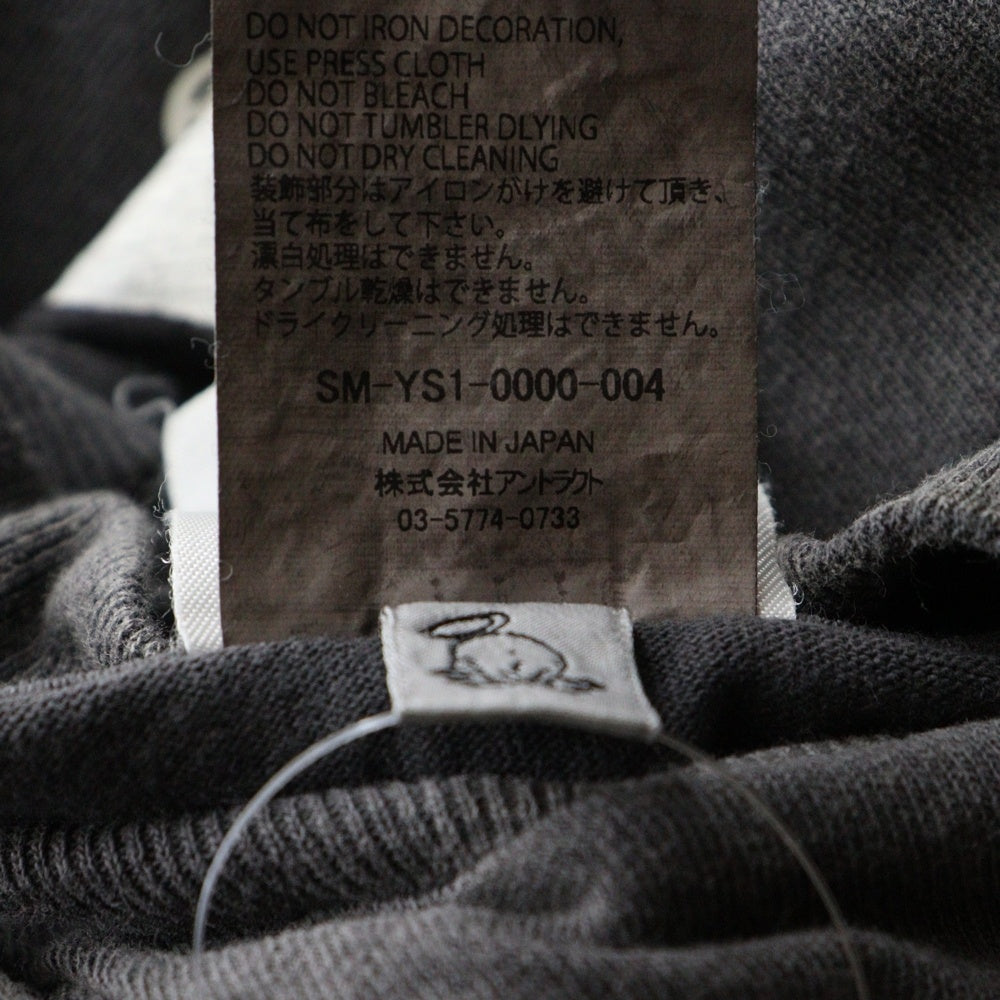 DO NOT IRON DECORATION,
USE PRESS CLOTH
DO NOT BLEACH
DO NOT TUMBLER DLYING
DO NOT DRY CLEANING
装飾部分はアイロンがけを避けて頂き、
当て布をして下さい。
漂白処理はできません。
タンブル乾燥はできません。
ドライクリーニング処理はできません。
SM-YS1-0000-004
MADE IN JAPAN
株式会社アントラクト
03-5774-0733